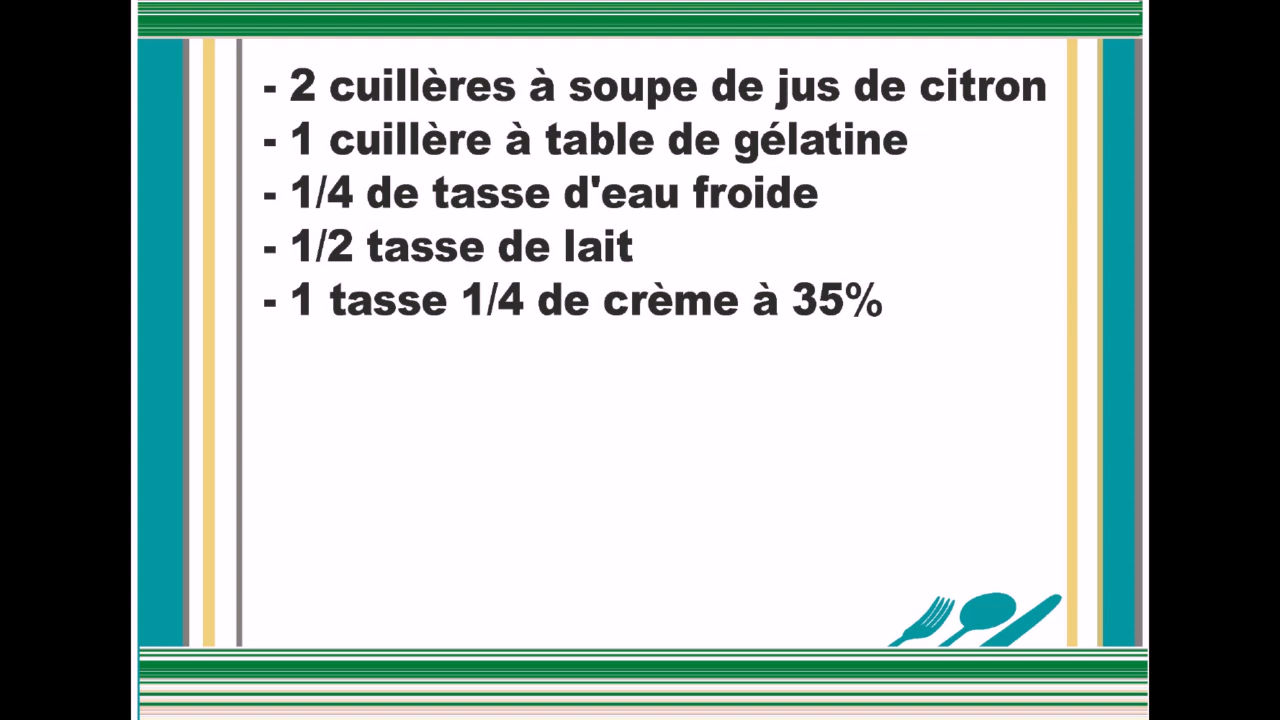 - 2 cuillères à soupe de jus de citron
- 1 cuillère à table de gélatine
- 1/4 de tasse d'eau froide
- 1/2 tasse de lait
- 1 tasse 1/4 de crème à 35%